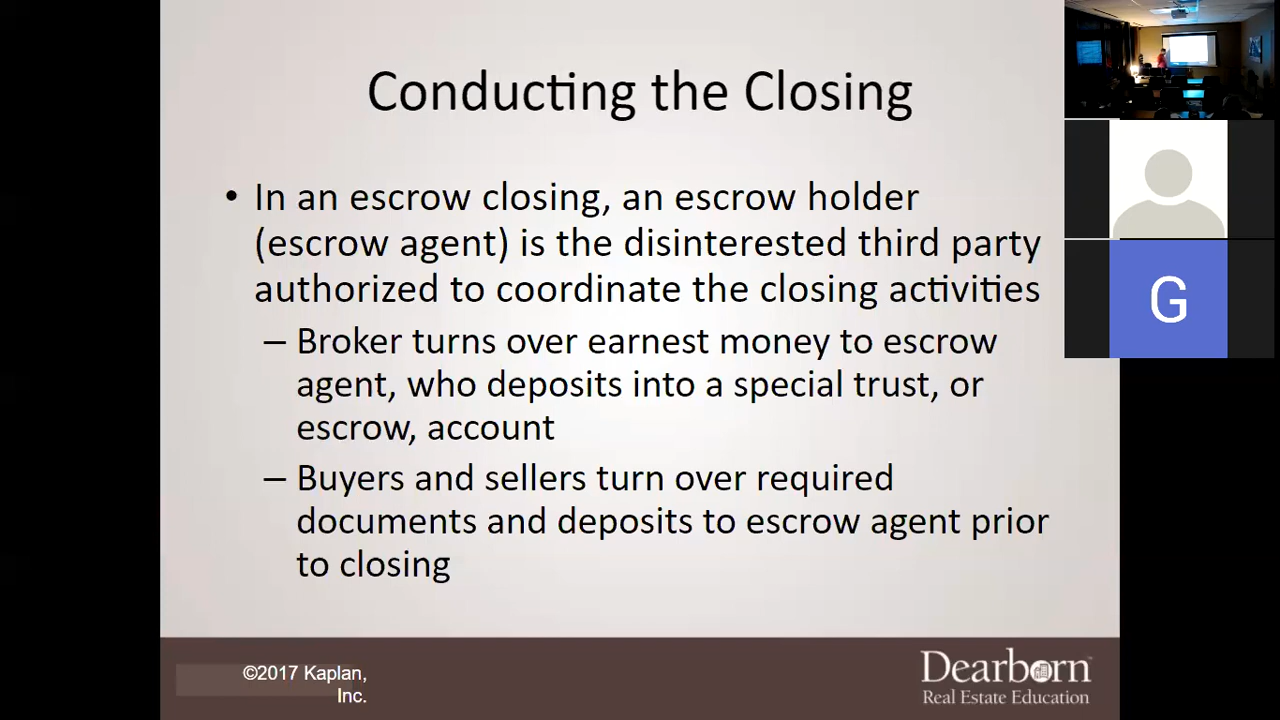 Conducting the Closing
• In an escrow closing, an escrow holder
(escrow agent) is the disinterested third party
authorized to coordinate the closing activities
– Broker turns over earnest money to escrow
agent, who deposits into a special trust, or
escrow, account
– Buyers and sellers turn over required
documents and deposits to escrow agent prior
to closing
G
©2017 Kaplan,
Inc.
Dearborn
Real Estate Education